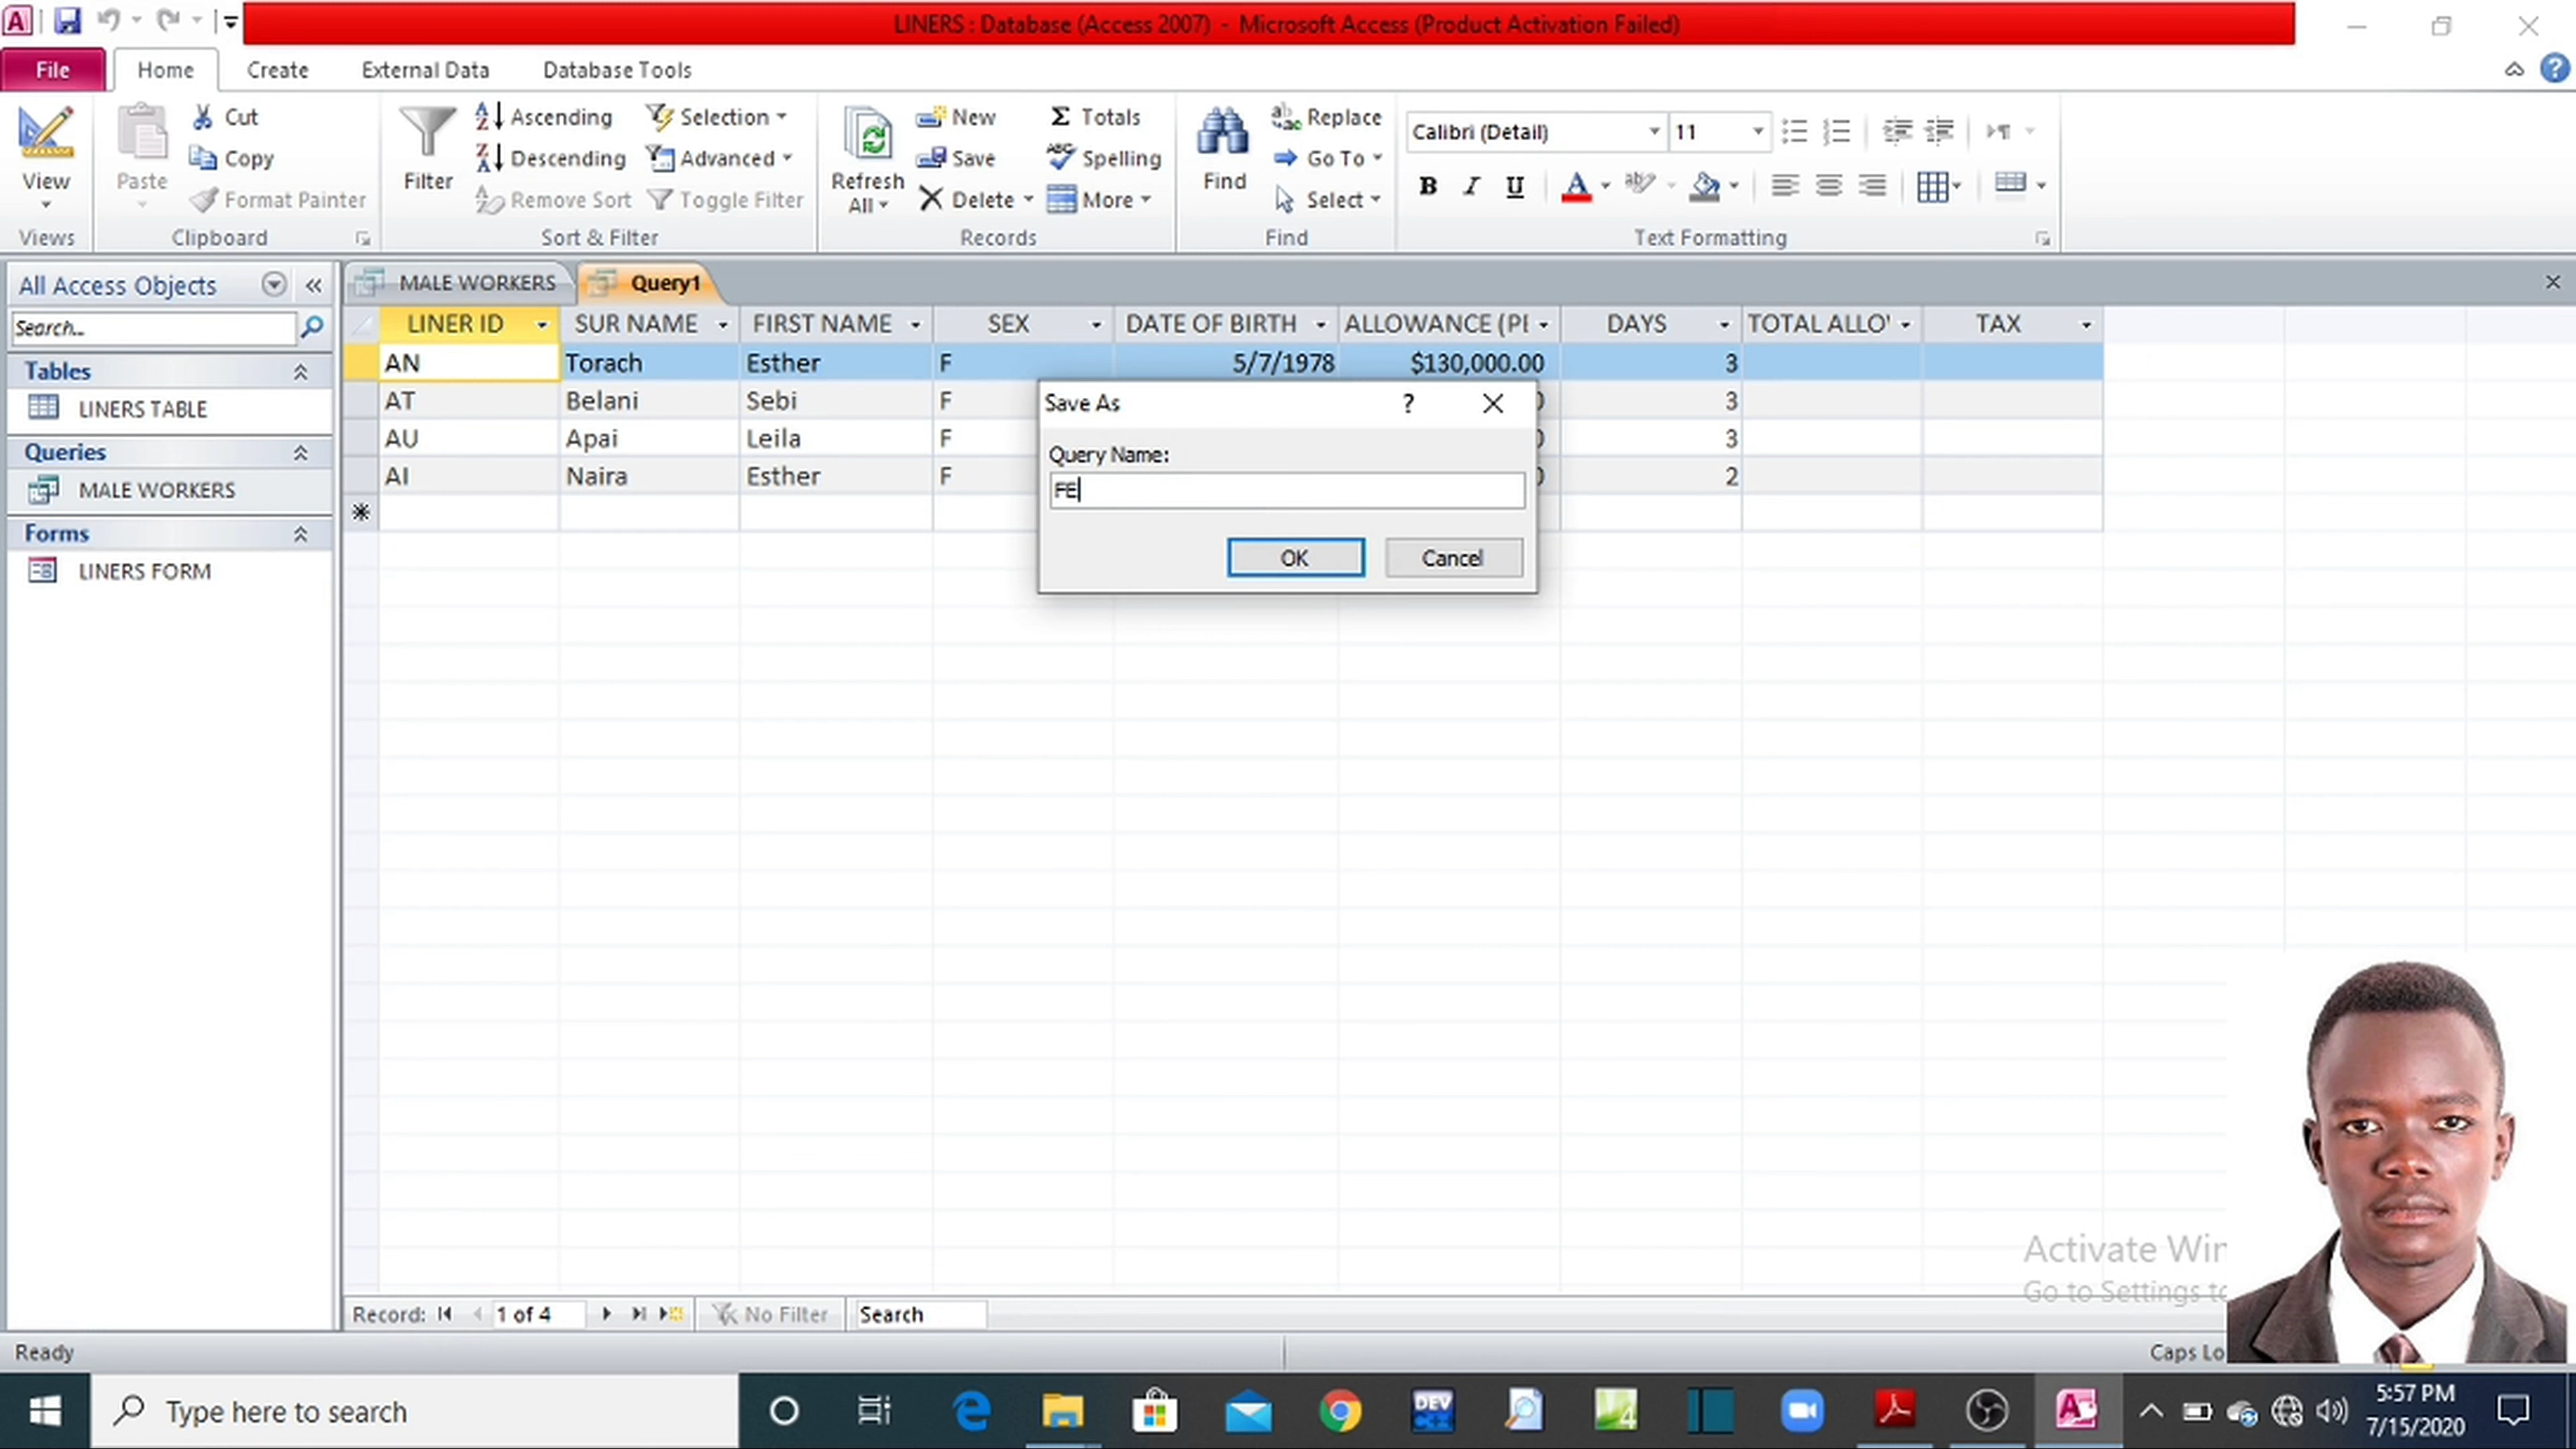 LINERS : Database (Access 2007) - Microsoft Access (Product Activation Failed)
File Home Create External Data Database Tools
View
Views
Paste
Cut
Copy
Format Painter
Clipboard
Filter
Ascending
Descending
Remove Sort
Selection
Advanced
Toggle Filter
Sort & Filter
Refresh
All
New
Save
Delete
Totals
Spelling
More
Records
Find
Replace
Go To
Select
Find
Calibri (Detail) 11
B I U
Text Formatting
All Access Objects
Search...
Tables
LINERS TABLE
Queries
MALE WORKERS
Forms
LINERS FORM
MALE WORKERS Query1
LINER ID SUR NAME FIRST NAME SEX DATE OF BIRTH ALLOWANCE (PE DAYS TOTAL ALLO TAX
AN Torach Esther F 5/7/1978 $130,000.00 3
AT Belani Sebi F 3
AU Apai Leila F 3
AI Naira Esther F 2
Save As
Query Name:
FE
OK Cancel
Activate Win
Go to Settings to
Record: 1 of 4 No Filter Search
Ready
Caps Lo
Type here to search
DEV
C++
5:57 PM
7/15/2020